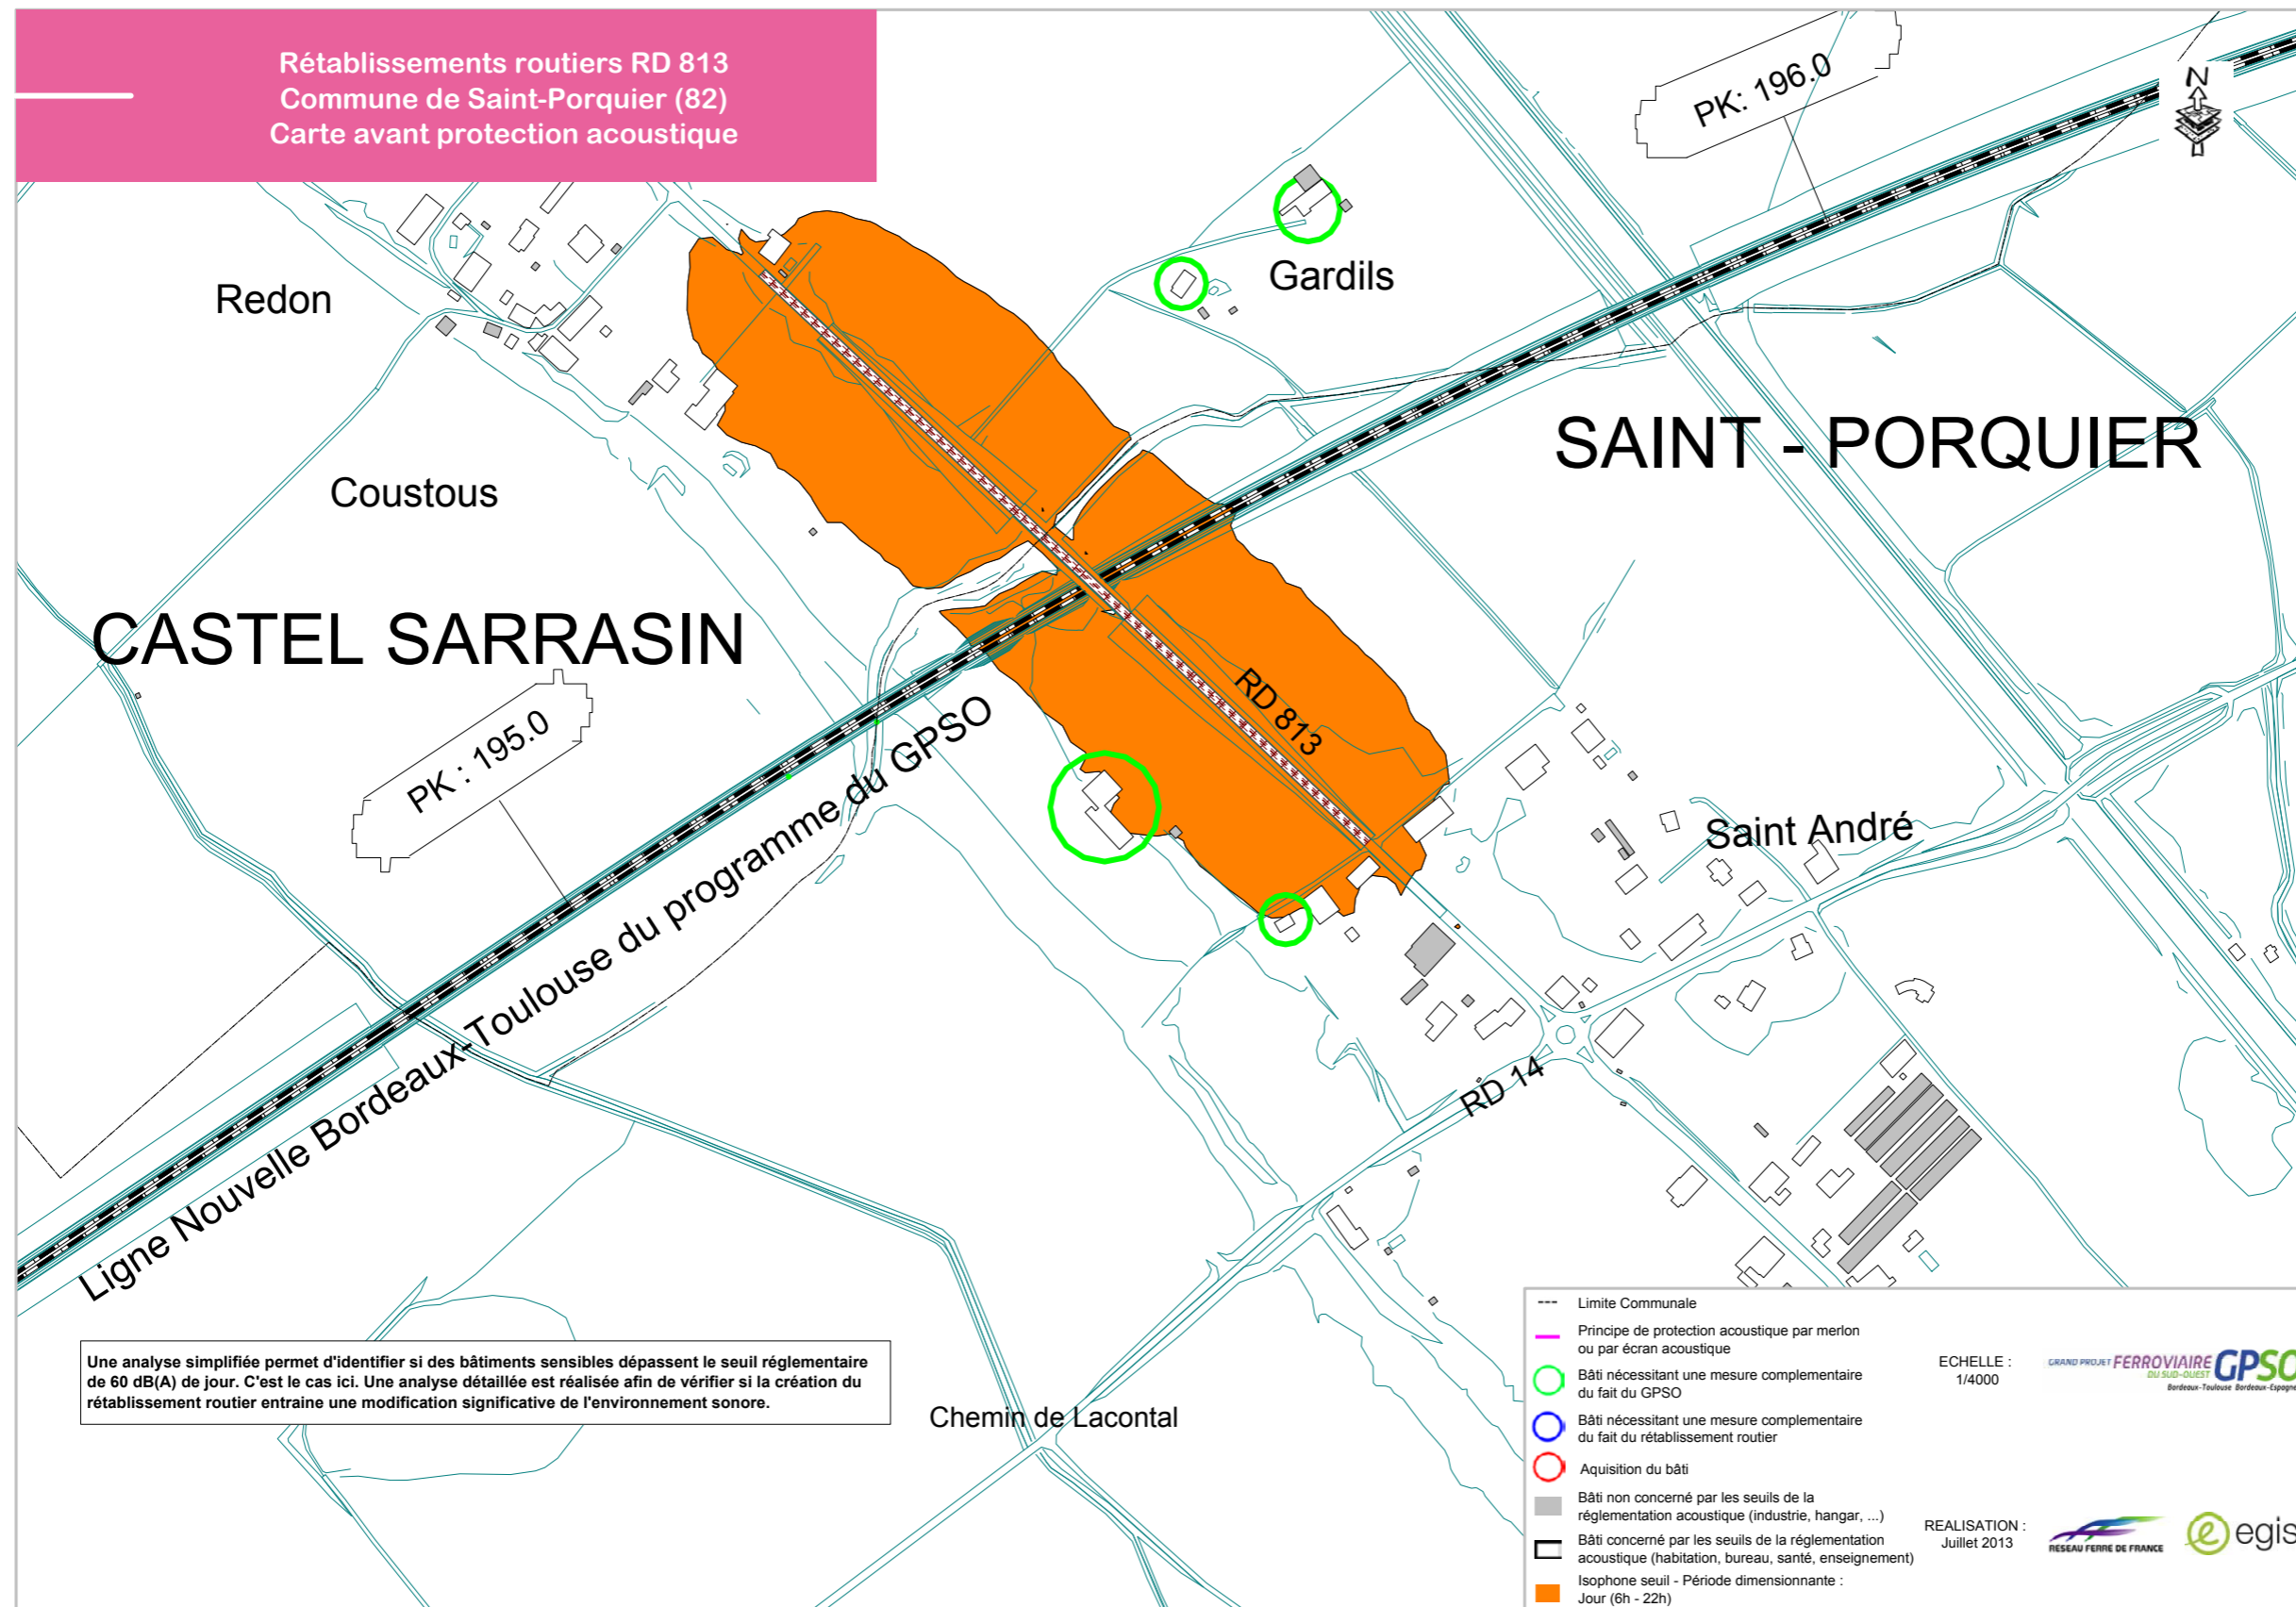 Rétablissements routiers RD 813
Commune de Saint-Porquier (82)
Carte avant protection acoustique
PK: 196.0
N
Gardils
Redon
SAINT - PORQUIER
Coustous
CASTEL SARRASIN
RD 813
PK : 195.0
Saint André
Ligne Nouvelle Bordeaux-Toulouse du programme du GPSO
RD 14
Une analyse simplifiée permet d'identifier si des bâtiments sensibles dépassent le seuil réglementaire
de 60 dB(A) de jour. C'est le cas ici. Une analyse détaillée est réalisée afin de vérifier si la création du
rétablissement routier entraine une modification significative de l'environnement sonore.
Chemin de Lacontal
Limite Communale
Principe de protection acoustique par merlon
ou par écran acoustique
Bâti nécessitant une mesure complementaire
du fait du GPSO
Bâti nécessitant une mesure complementaire
du fait du rétablissement routier
Aquisition du bâti
Bâti non concerné par les seuils de la
réglementation acoustique (industrie, hangar, ...)
Bâti concerné par les seuils de la réglementation
acoustique (habitation, bureau, santé, enseignement)
Isophone seuil - Période dimensionnante :
Jour (6h - 22h)
ECHELLE :
1/4000
GRAND PROJET FERROVIAIRE GPSO
DU SUD-OUEST
Bordeaux-Toulouse Bordeaux-Espagne
REALISATION :
Juillet 2013
RESEAU FERRE DE FRANCE
egis